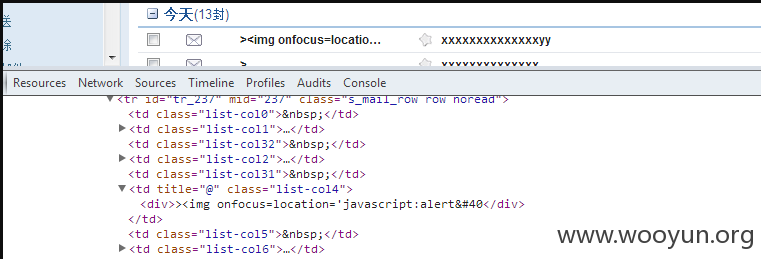 送
今天(13封)
除
><img onfocus=locatio… xxxxxxxxxxxxxxxyy
> xxxxxxxxxxxxxxx
Resources Network Sources Timeline Profiles Audits Console
▼<tr id="tr_237" mid="237" class="s_mail_row row noread">
<td class="list-col0">&nbsp;</td>
▶<td class="list-col1">…</td>
<td class="list-col32">&nbsp;</td>
▶<td class="list-col2">…</td>
<td class="list-col31">&nbsp;</td>
▼<td title="@" class="list-col4">
<div>><img onfocus=location='javascript:alert&#40</div>
</td>
<td class="list-col5">&nbsp;</td>
▶<td class="list-col6">…</td>
www.wooyun.org